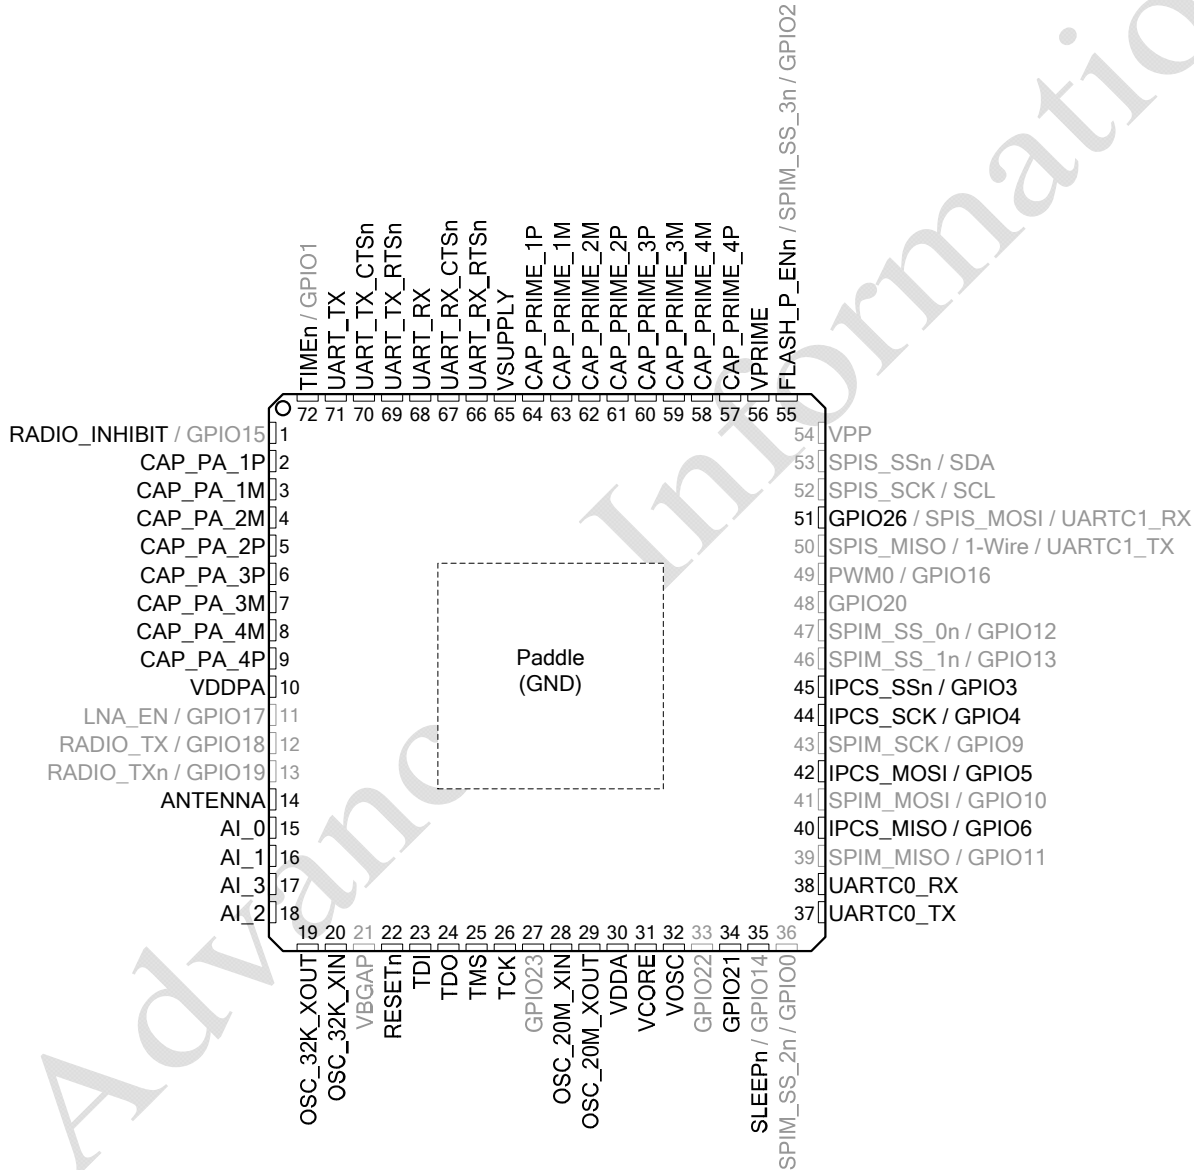 Advance Information
TIMEn / GPIO1
UART_TX
UART_TX_CTSn
UART_TX_RTSn
UART_RX
UART_RX_CTSn
UART_RX_RTSn
VSUPPLY
CAP_PRIME_1P
CAP_PRIME_1M
CAP_PRIME_2M
CAP_PRIME_2P
CAP_PRIME_3P
CAP_PRIME_3M
CAP_PRIME_4M
CAP_PRIME_4P
VPRIME
FLASH_P_ENn / SPIM_SS_3n / GPIO2
72 71 70 69 68 67 66 65 64 63 62 61 60 59 58 57 56 55
RADIO_INHIBIT / GPIO15 1
CAP_PA_1P 2
CAP_PA_1M 3
CAP_PA_2M 4
CAP_PA_2P 5
CAP_PA_3P 6
CAP_PA_3M 7
CAP_PA_4M 8
CAP_PA_4P 9
VDDPA 10
LNA_EN / GPIO17 11
RADIO_TX / GPIO18 12
RADIO_TXn / GPIO19 13
ANTENNA 14
AI_0 15
AI_1 16
AI_3 17
AI_2 18
Paddle
(GND)
54 VPP
53 SPIS_SSn / SDA
52 SPIS_SCK / SCL
51 GPIO26 / SPIS_MOSI / UARTC1_RX
50 SPIS_MISO / 1-Wire / UARTC1_TX
49 PWM0 / GPIO16
48 GPIO20
47 SPIM_SS_0n / GPIO12
46 SPIM_SS_1n / GPIO13
45 IPCS_SSn / GPIO3
44 IPCS_SCK / GPIO4
43 SPIM_SCK / GPIO9
42 IPCS_MOSI / GPIO5
41 SPIM_MOSI / GPIO10
40 IPCS_MISO / GPIO6
39 SPIM_MISO / GPIO11
38 UARTC0_RX
37 UARTC0_TX
19 20 21 22 23 24 25 26 27 28 29 30 31 32 33 34 35 36
OSC_32K_XOUT
OSC_32K_XIN
VBGAP
RESETn
TDI
TDO
TMS
TCK
GPIO23
OSC_20M_XIN
OSC_20M_XOUT
VDDA
VCORE
VOSC
GPIO22
GPIO21
SLEEPn / GPIO14
SPIM_SS_2n / GPIO0